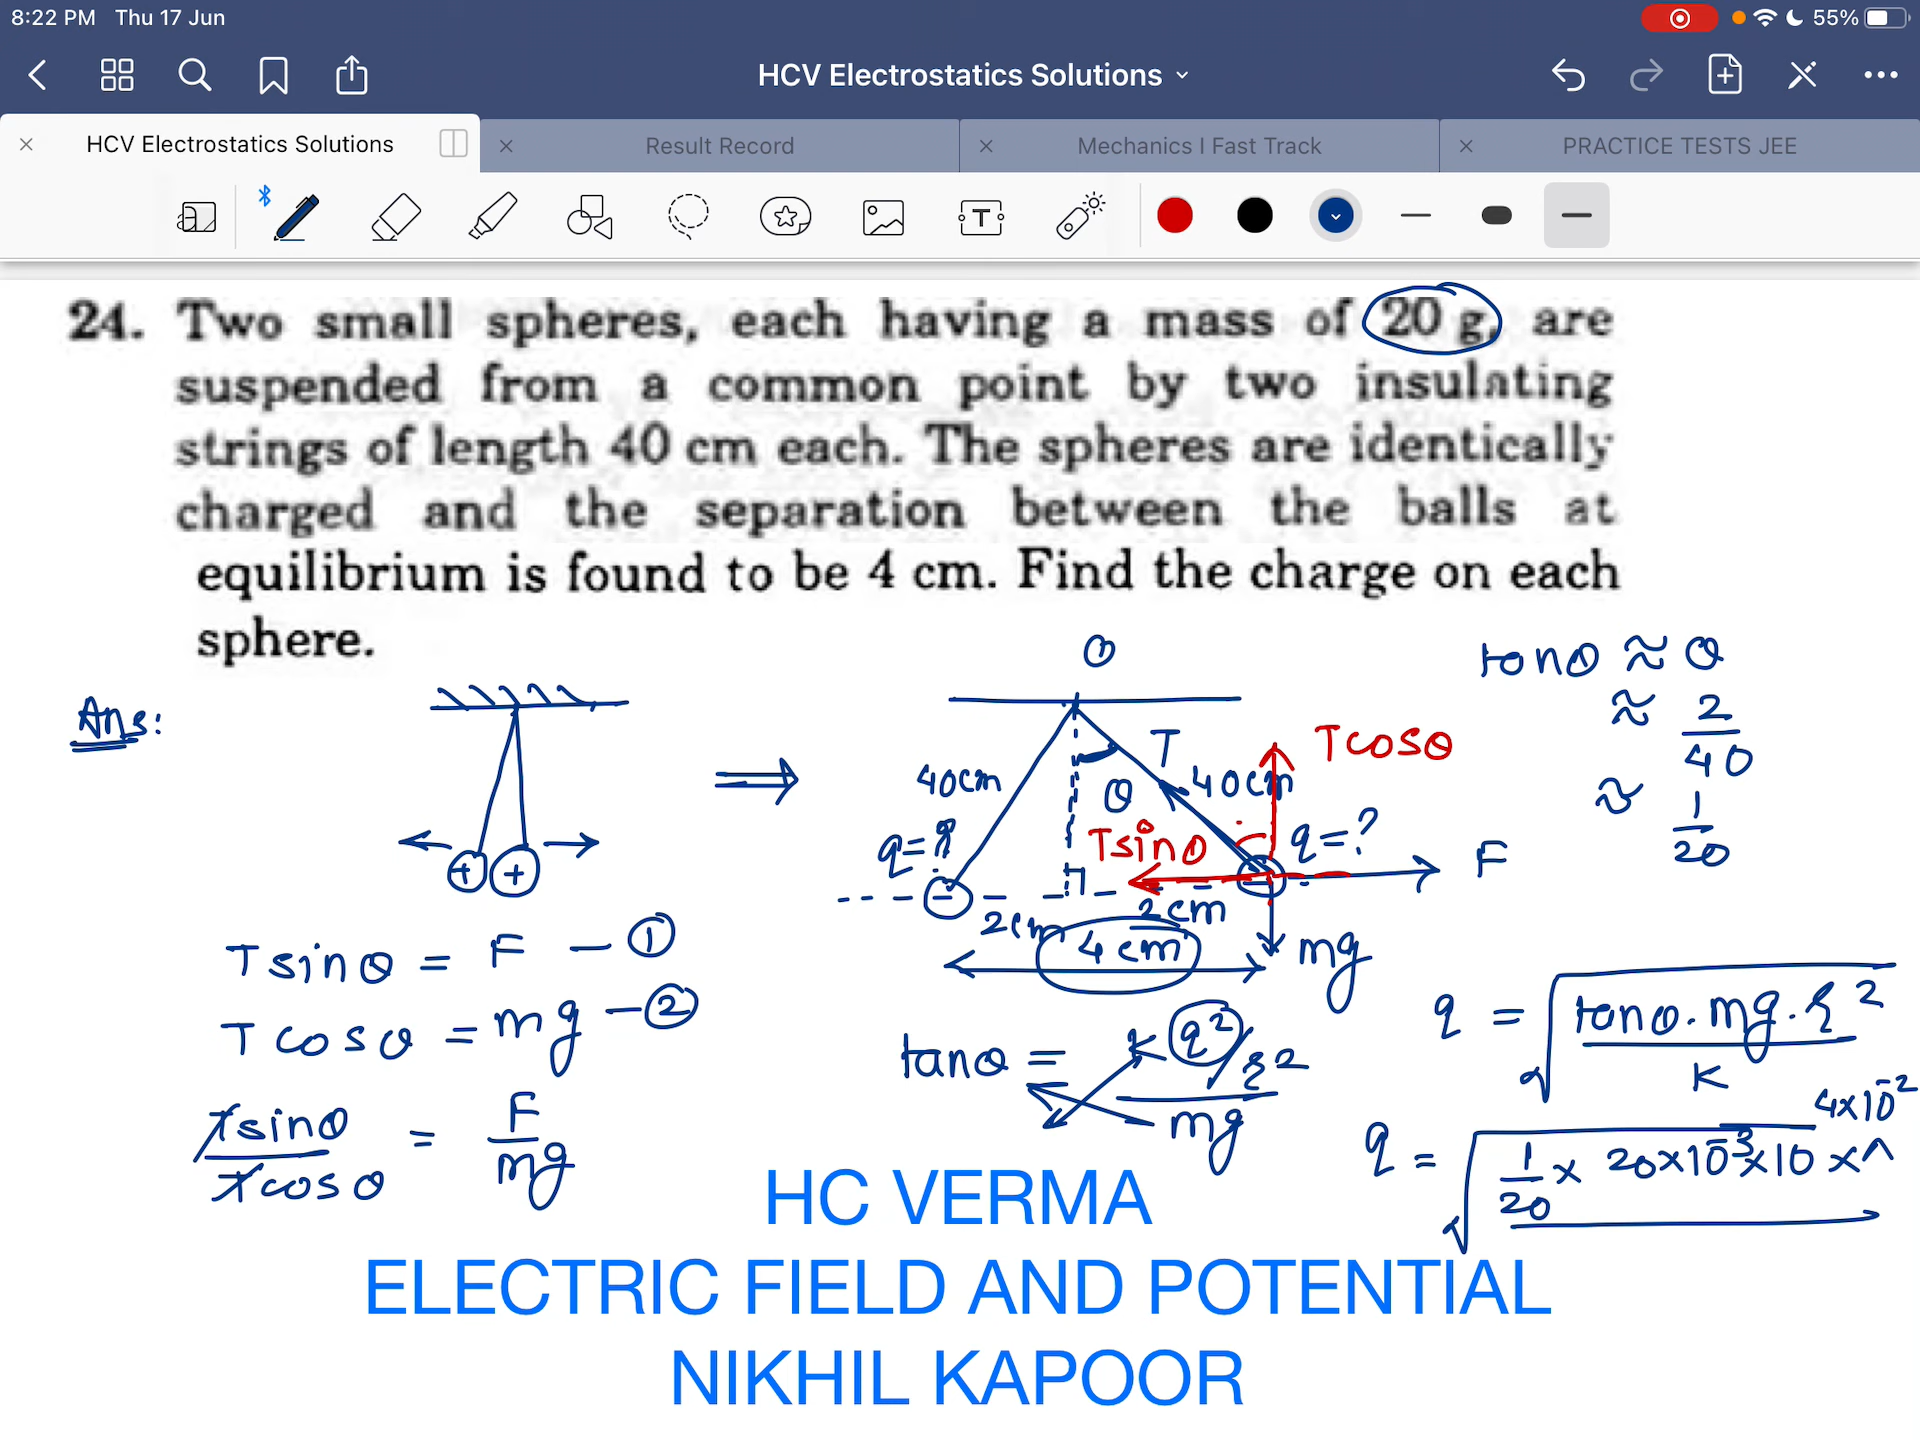 8:22 PM Thu 17 Jun
55%
HCV Electrostatics Solutions
HCV Electrostatics Solutions
Result Record
Mechanics I Fast Track
PRACTICE TESTS JEE
24. Two small spheres, each having a mass of 20 g, are
suspended from a common point by two insulating
strings of length 40 cm each. The spheres are identically
charged and the separation between the balls at
equilibrium is found to be 4 cm. Find the charge on each
sphere.
Ans:
tanθ ≈ θ
≈ 2/40
≈ 1/20
T
Tcosθ
40cm
θ
40cm
q=?
Tsinθ
q=?
F
+ +
2cm
2cm
4 cm
mg
Tsinθ = F – ①
Tcosθ = mg – ②
Tsinθ/Tcosθ = F/mg
tanθ = (kq²/r²)/mg
q = √(tanθ.mg.r²/K)
4x10⁻²
q = √(1/20 x 20x10⁻³x10 x
HC VERMA
ELECTRIC FIELD AND POTENTIAL
NIKHIL KAPOOR